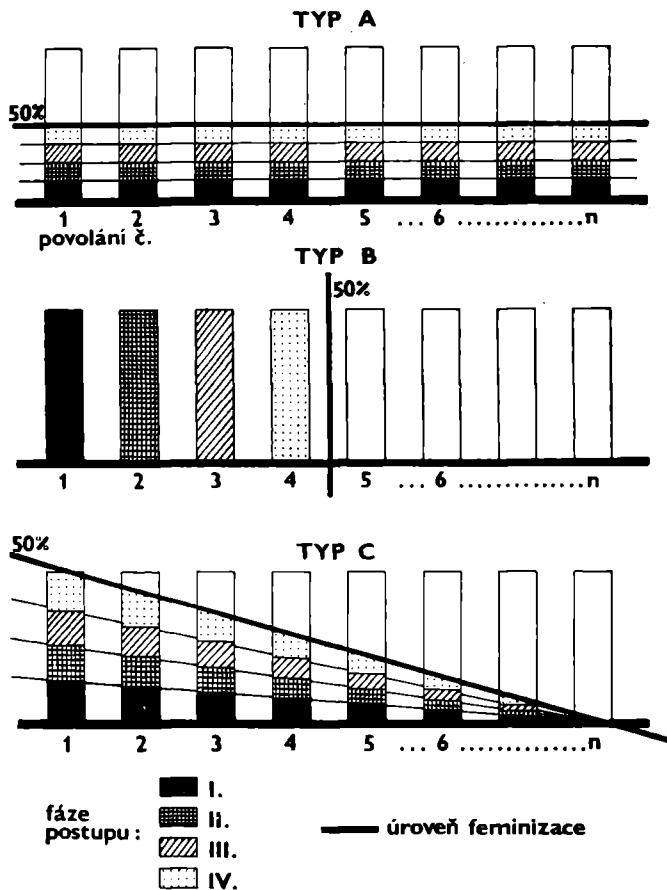 TYP A
50%
1 2 3 4 5 ... 6 ..............n
povolání č.
TYP B
50%
1 2 3 4 5 ... 6 ..............n
50%
TYP C
1 2 3 4 5 ... 6 ..............n
fáze
postupu :
I.
Ii.
III.
IV.
úroveň feminizace